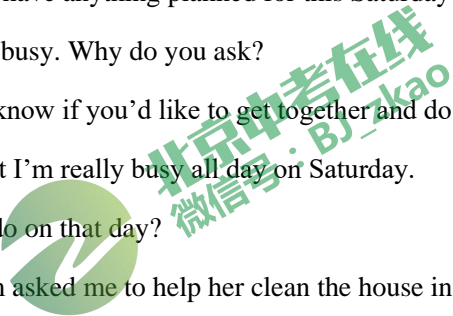 have anything planned for this Saturday
busy. Why do you ask?
know if you'd like to get together and do
t I'm really busy all day on Saturday.
do on that day?
asked me to help her clean the house in
北京中考在线
微信号：BJ_zkao